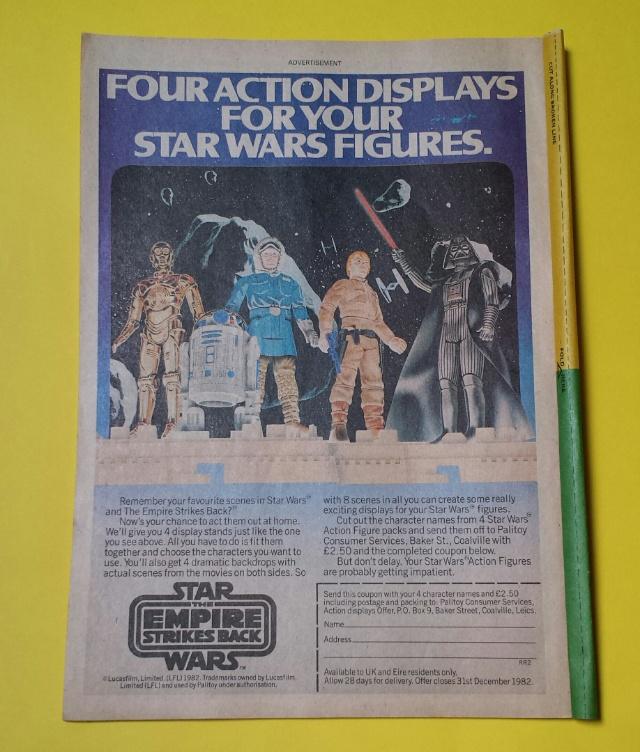 ADVERTISEMENT
FOUR ACTION DISPLAYS
FOR YOUR
STAR WARS FIGURES.
CUT ALONG BROKEN LINE
Remember your favourite scenes in Star Wars®
and The Empire Strikes Back?™
Now's your chance to act them out at home.
We'll give you 4 display stands just like the one
you see above. All you have to do is fit them
together and choose the characters you want to
use. You'll also get 4 dramatic backdrops with
actual scenes from the movies on both sides. So
with 8 scenes in all you can create some really
exciting displays for your Star Wars® figures.
Cut out the character names from 4 Star Wars®
Action Figure packs and send them off to Palitoy
Consumer Services, Baker St., Coalville with
£2.50 and the completed coupon below.
But don't delay. Your Star Wars® Action Figures
are probably getting impatient.
STAR
THE
EMPIRE
STRIKES BACK
WARS™
© Lucasfilm, Limited. (LFL) 1982. Trademarks owned by Lucasfilm,
Limited (LFL) and used by Palitoy under authorisation.
Send this coupon with your 4 character names and £2.50
including postage and packing to: Palitoy Consumer Services,
Action displays Offer, P.O. Box 9, Baker Street, Coalville, Leics.
Name
Address
RR2
Available to UK and Eire residents only.
Allow 28 days for delivery. Offer closes 31st December 1982.